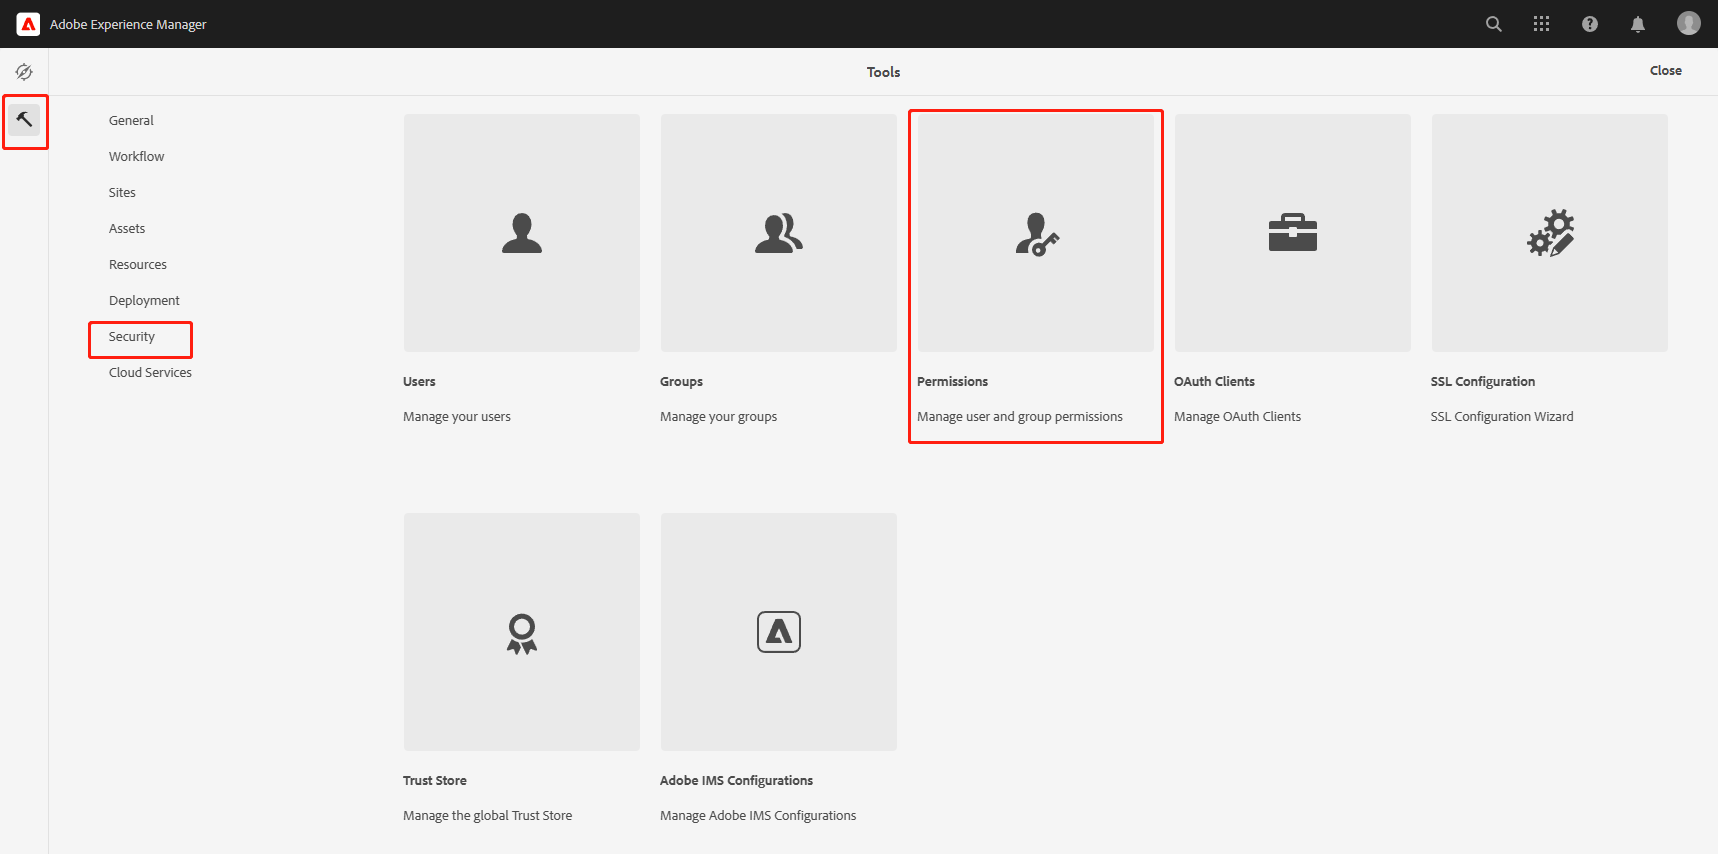 Adobe Experience Manager
Tools
Close
General
Workflow
Sites
Assets
Resources
Deployment
Security
Cloud Services
Users
Manage your users
Groups
Manage your groups
Permissions
Manage user and group permissions
OAuth Clients
Manage OAuth Clients
SSL Configuration
SSL Configuration Wizard
Trust Store
Manage the global Trust Store
Adobe IMS Configurations
Manage Adobe IMS Configurations